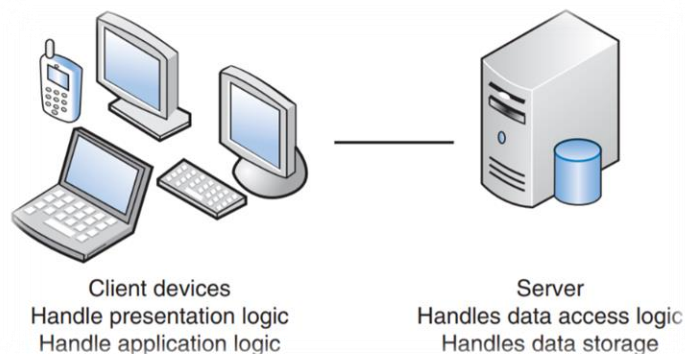 Client devices
Handle presentation logic
Handle application logic
Server
Handles data access logic
Handles data storage